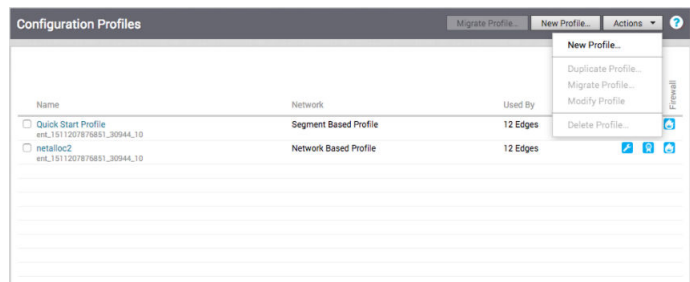 Configuration Profiles
Migrate Profile... New Profile... Actions ?
New Profile...
Duplicate Profile...
Migrate Profile...
Modify Profile
Delete Profile...
Firewall
Name Network Used By
Quick Start Profile Segment Based Profile 12 Edges
ent_1511207876851_30944_10
netalloc2 Network Based Profile 12 Edges
ent_1511207876851_30944_10